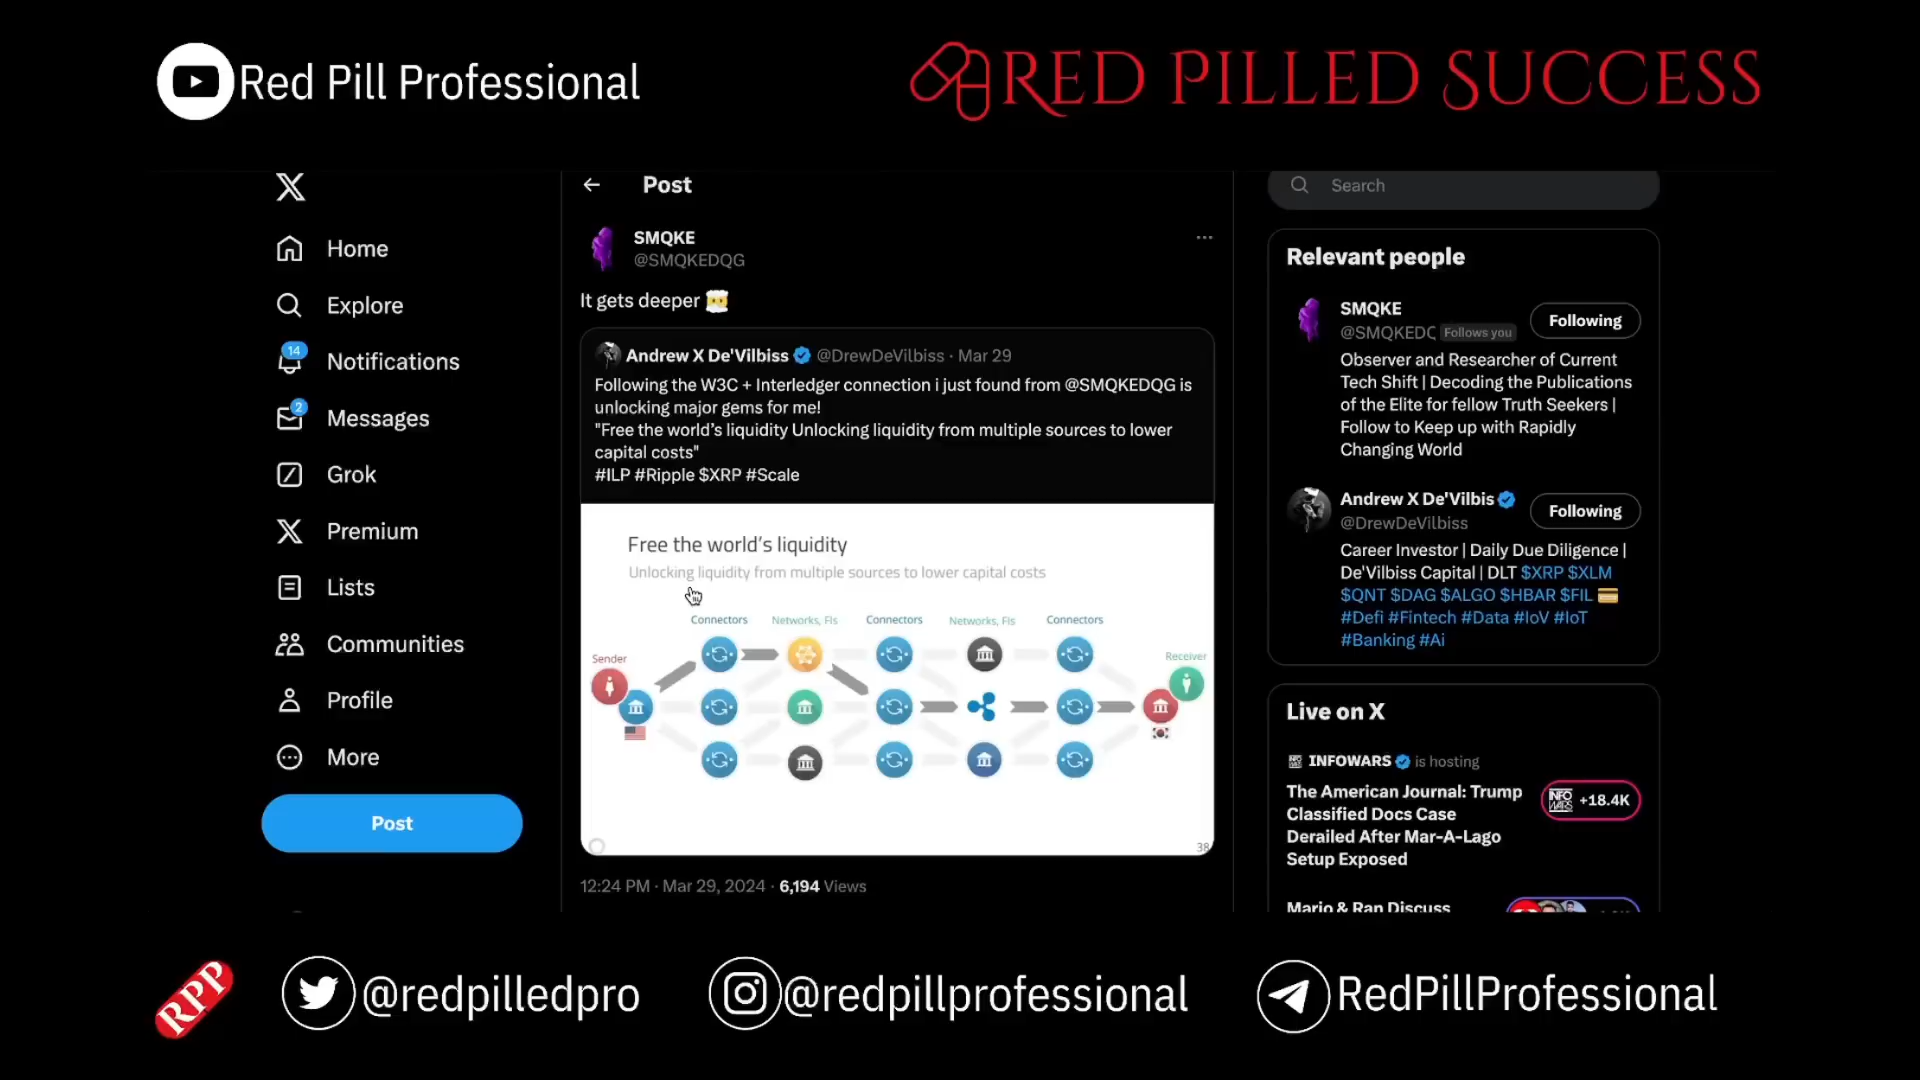 Red Pill Professional
RED PILLED SUCCESS
Home
Explore
14
Notifications
2
Messages
Grok
Premium
Lists
Communities
Profile
More
Post
Post
SMQKE
@SMQKEDQG
It gets deeper
Andrew X De'Vilbiss @DrewDeVilbiss · Mar 29
Following the W3C + Interledger connection i just found from @SMQKEDQG is
unlocking major gems for me!
"Free the world's liquidity Unlocking liquidity from multiple sources to lower
capital costs"
#ILP #Ripple $XRP #Scale
Free the world's liquidity
Unlocking liquidity from multiple sources to lower capital costs
Connectors Networks, FIs Connectors Networks, FIs Connectors
Sender
Receiver
38
12:24 PM · Mar 29, 2024 · 6,194 Views
Search
Relevant people
SMQKE
@SMQKEDQ Follows you
Following
Observer and Researcher of Current
Tech Shift | Decoding the Publications
of the Elite for fellow Truth Seekers |
Follow to Keep up with Rapidly
Changing World
Andrew X De'Vilbis
@DrewDeVilbiss
Following
Career Investor | Daily Due Diligence |
De'Vilbiss Capital | DLT $XRP $XLM
$QNT $DAG $ALGO $HBAR $FIL
#Defi #Fintech #Data #IoV #IoT
#Banking #Ai
Live on X
INFOWARS is hosting
The American Journal: Trump
Classified Docs Case
Derailed After Mar-A-Lago
Setup Exposed
INFO WARS +18.4K
Mario & Ran Discuss
RPP
@redpilledpro
@redpillprofessional
RedPillProfessional